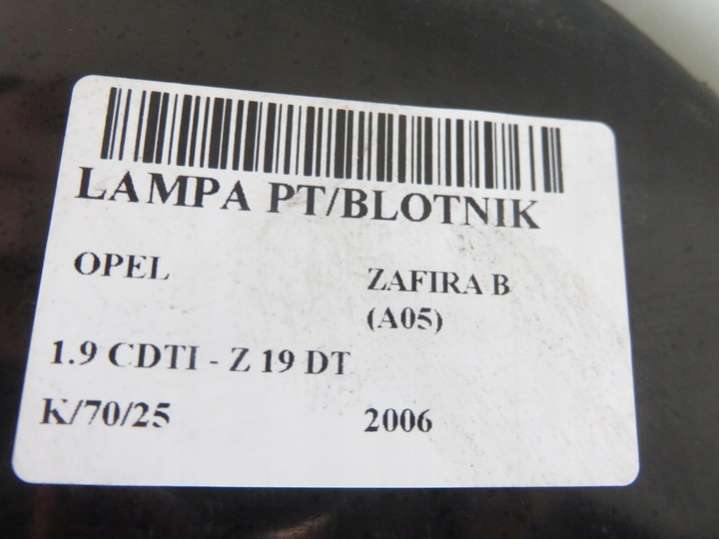 LAMPA PT/BLOTNIK
OPEL ZAFIRA B
(A05)
1.9 CDTI - Z 19 DT
K/70/25 2006